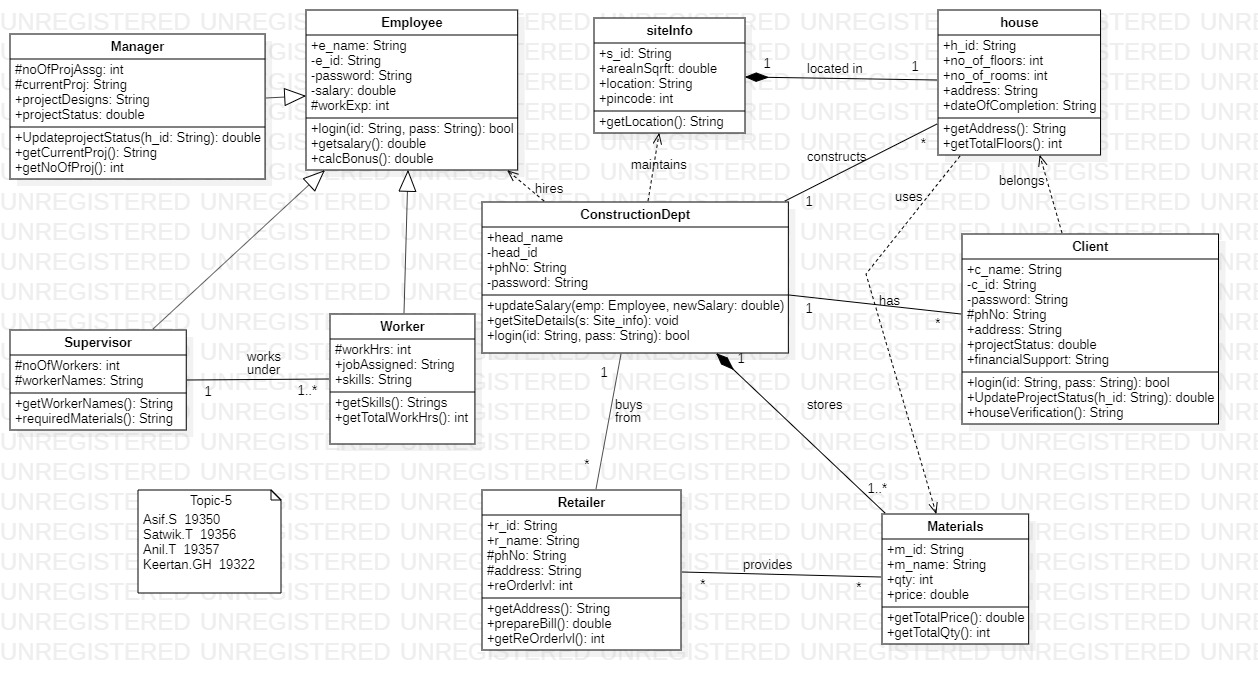 Manager
#noOfProjAssg: int
#currentProj: String
+projectDesigns: String
+projectStatus: double
+UpdateprojectStatus(h_id: String): double
+getCurrentProj(): String
+getNoOfProj(): int
Employee
+e_name: String
-e_id: String
-password: String
-salary: double
#workExp: int
+login(id: String, pass: String): bool
+getsalary(): double
+calcBonus(): double
siteInfo
+s_id: String
+areaInSqrft: double
+location: String
+pincode: int
+getLocation(): String
1
located in
1
house
+h_id: String
+no_of_floors: int
+no_of_rooms: int
+address: String
+dateOfCompletion: String
+getAddress(): String
+getTotalFloors(): int
hires
maintains
constructs
*
1
uses
belongs
ConstructionDept
+head_name
-head_id
+phNo: String
-password: String
+updateSalary(emp: Employee, newSalary: double)
+getSiteDetails(s: Site_info): void
+login(id: String, pass: String): bool
1
has
*
Client
+c_name: String
-c_id: String
-password: String
#phNo: String
+address: String
+projectStatus: double
+financialSupport: String
+login(id: String, pass: String): bool
+UpdateProjectStatus(h_id: String): double
+houseVerification(): String
Supervisor
#noOfWorkers: int
#workerNames: String
+getWorkerNames(): String
+requiredMaterials(): String
works
under
1
1..*
Worker
#workHrs: int
+jobAssigned: String
+skills: String
+getSkills(): Strings
+getTotalWorkHrs(): int
1
buys
from
*
1
stores
1..*
Topic-5
Asif.S 19350
Satwik.T 19356
Anil.T 19357
Keertan.GH 19322
Retailer
+r_id: String
+r_name: String
#phNo: String
#address: String
+reOrderlvl: int
+getAddress(): String
+prepareBill(): double
+getReOrderlvl(): int
provides
*
*
Materials
+m_id: String
+m_name: String
+qty: int
+price: double
+getTotalPrice(): double
+getTotalQty(): int
UNREGISTERED